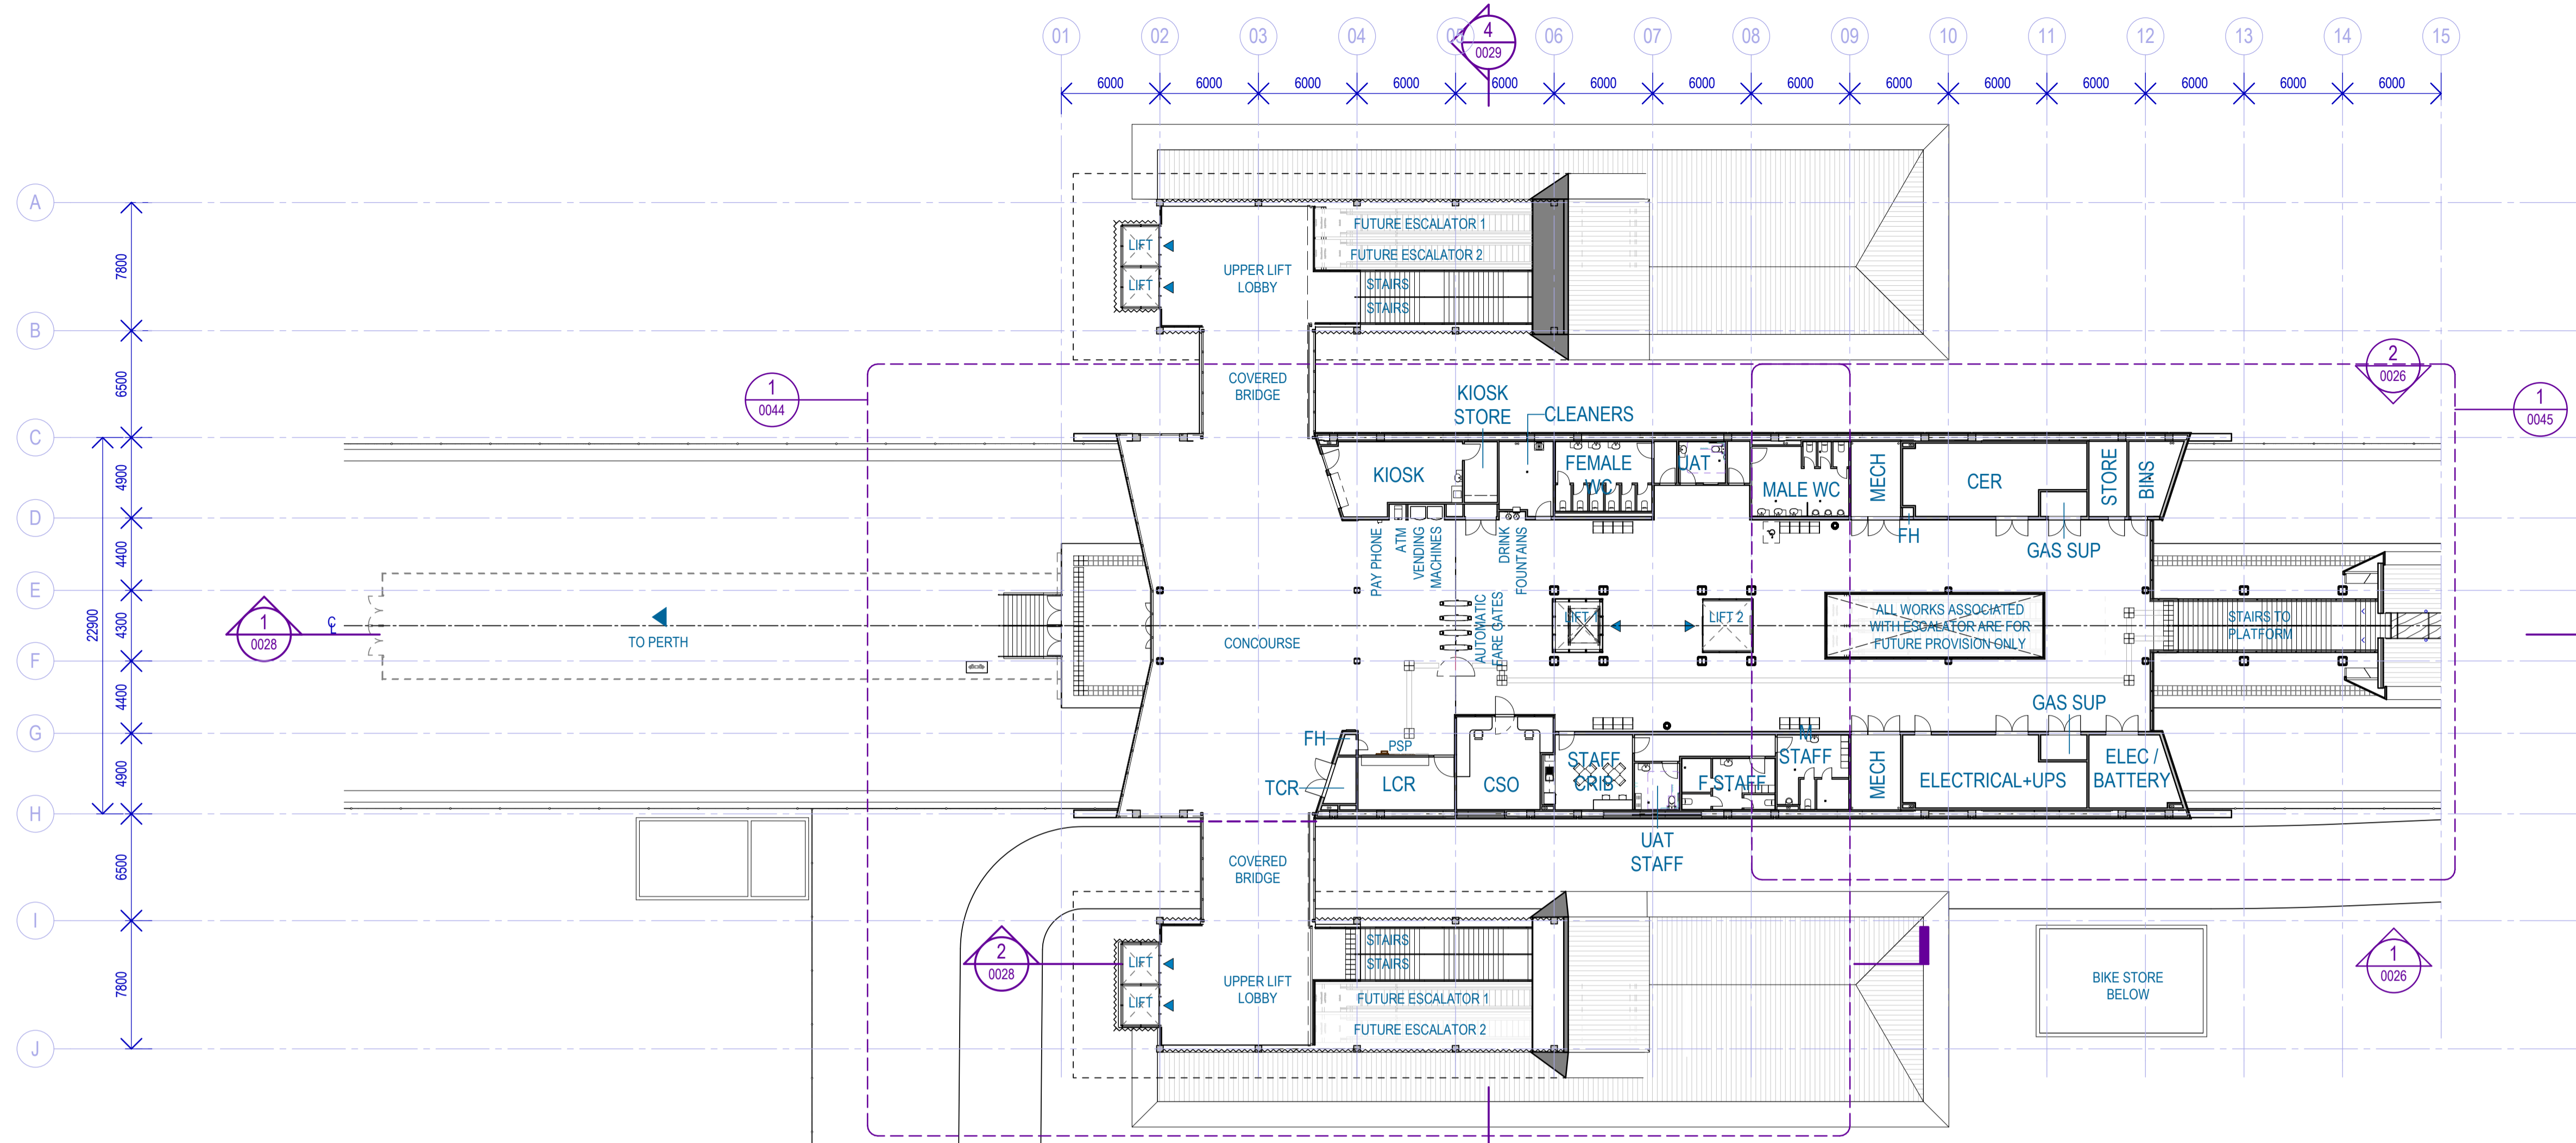 01
02
03
04
05
06
07
08
09
10
11
12
13
14
15
4
0029
6000
6000
6000
6000
6000
6000
6000
6000
6000
6000
6000
6000
6000
6000
A
B
C
D
E
F
G
H
I
J
7800
6500
4900
4400
4300
4400
4900
6500
7800
22900
LIFT
LIFT
UPPER LIFT
LOBBY
FUTURE ESCALATOR 1
FUTURE ESCALATOR 2
STAIRS
STAIRS
COVERED
BRIDGE
1
0044
2
0026
1
0045
KIOSK
STORE
CLEANERS
KIOSK
FEMALE
WC
UAT
MALE WC
MECH
CER
STORE
BINS
PAY PHONE
ATM
VENDING
MACHINES
DRINK
FOUNTAINS
FH
GAS SUP
1
0028
TO PERTH
CONCOURSE
AUTOMATIC
FARE GATES
LIFT 1
LIFT 2
ALL WORKS ASSOCIATED
WITH ESCALATOR ARE FOR
FUTURE PROVISION ONLY
STAIRS TO
PLATFORM
GAS SUP
FH
PSP
TCR
LCR
CSO
STAFF
CRIB
F STAFF
M
STAFF
MECH
ELECTRICAL+UPS
ELEC /
BATTERY
UAT
STAFF
COVERED
BRIDGE
2
0028
LIFT
LIFT
UPPER LIFT
LOBBY
STAIRS
STAIRS
FUTURE ESCALATOR 1
FUTURE ESCALATOR 2
BIKE STORE
BELOW
1
0026